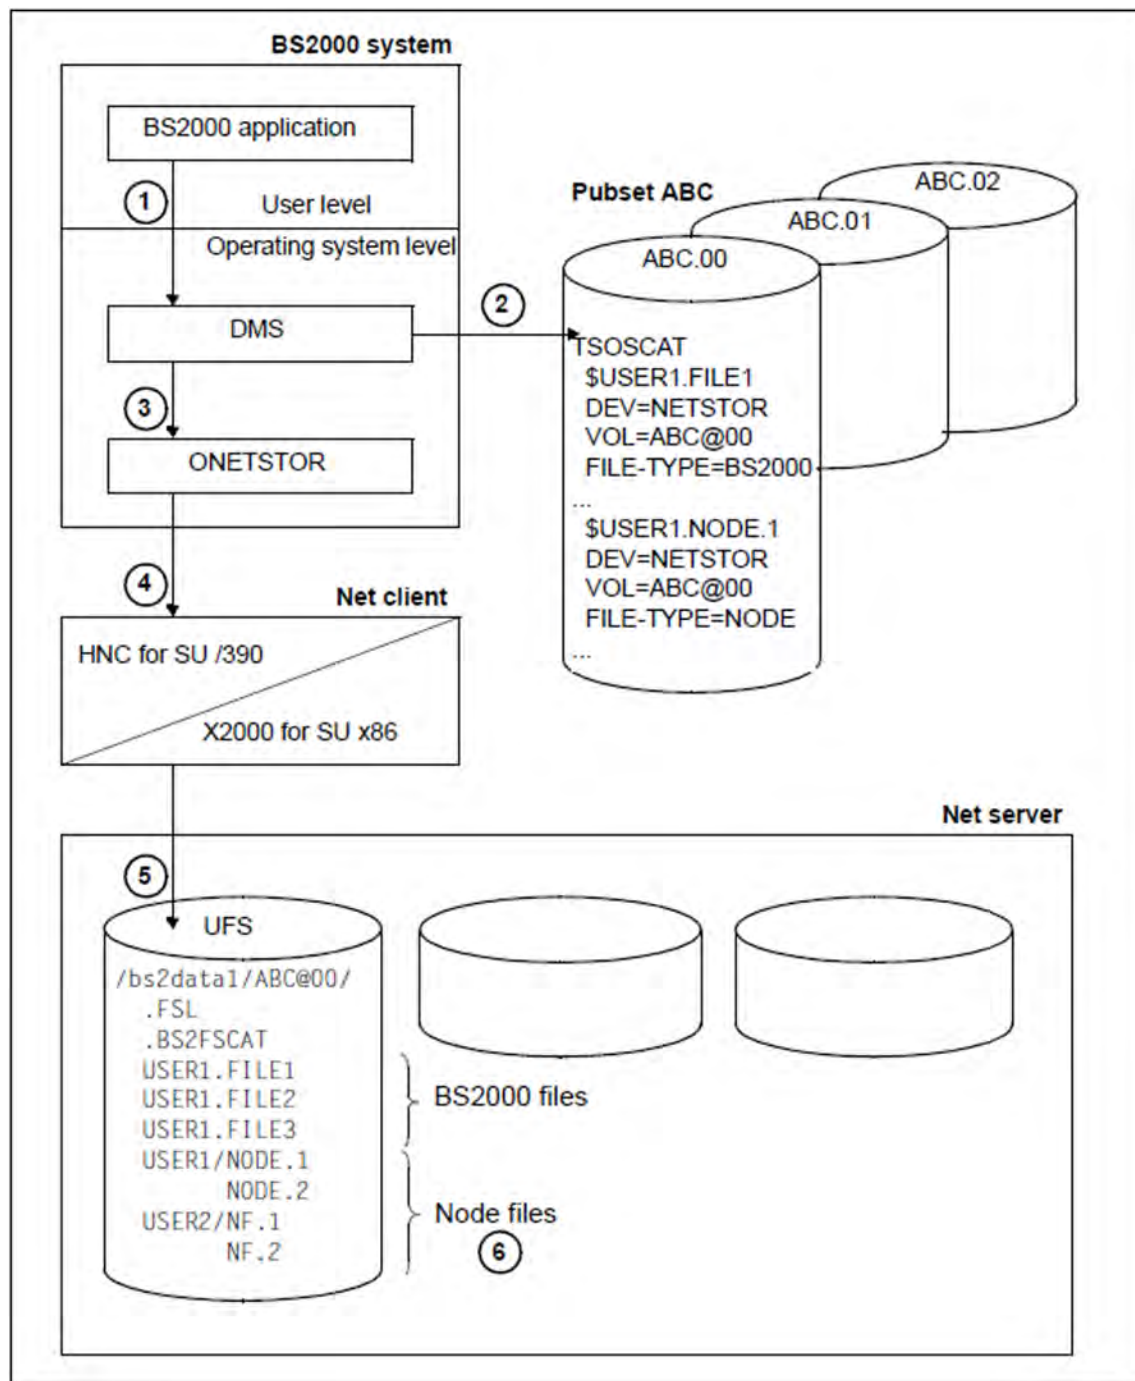 BS2000 system
BS2000 application
1
User level
Operating system level
DMS
2
3
ONETSTOR
4
Pubset ABC
ABC.00
ABC.01
ABC.02
TSOSCAT
$USER1.FILE1
DEV=NETSTOR
VOL=ABC@00
FILE-TYPE=BS2000
...
$USER1.NODE.1
DEV=NETSTOR
VOL=ABC@00
FILE-TYPE=NODE
...
Net client
HNC for SU /390
X2000 for SU x86
Net server
5
UFS
/bs2data1/ABC@00/
.FSL
.BS2FSCAT
USER1.FILE1
USER1.FILE2
USER1.FILE3
BS2000 files
USER1/NODE.1
NODE.2
USER2/NF.1
NF.2
Node files
6